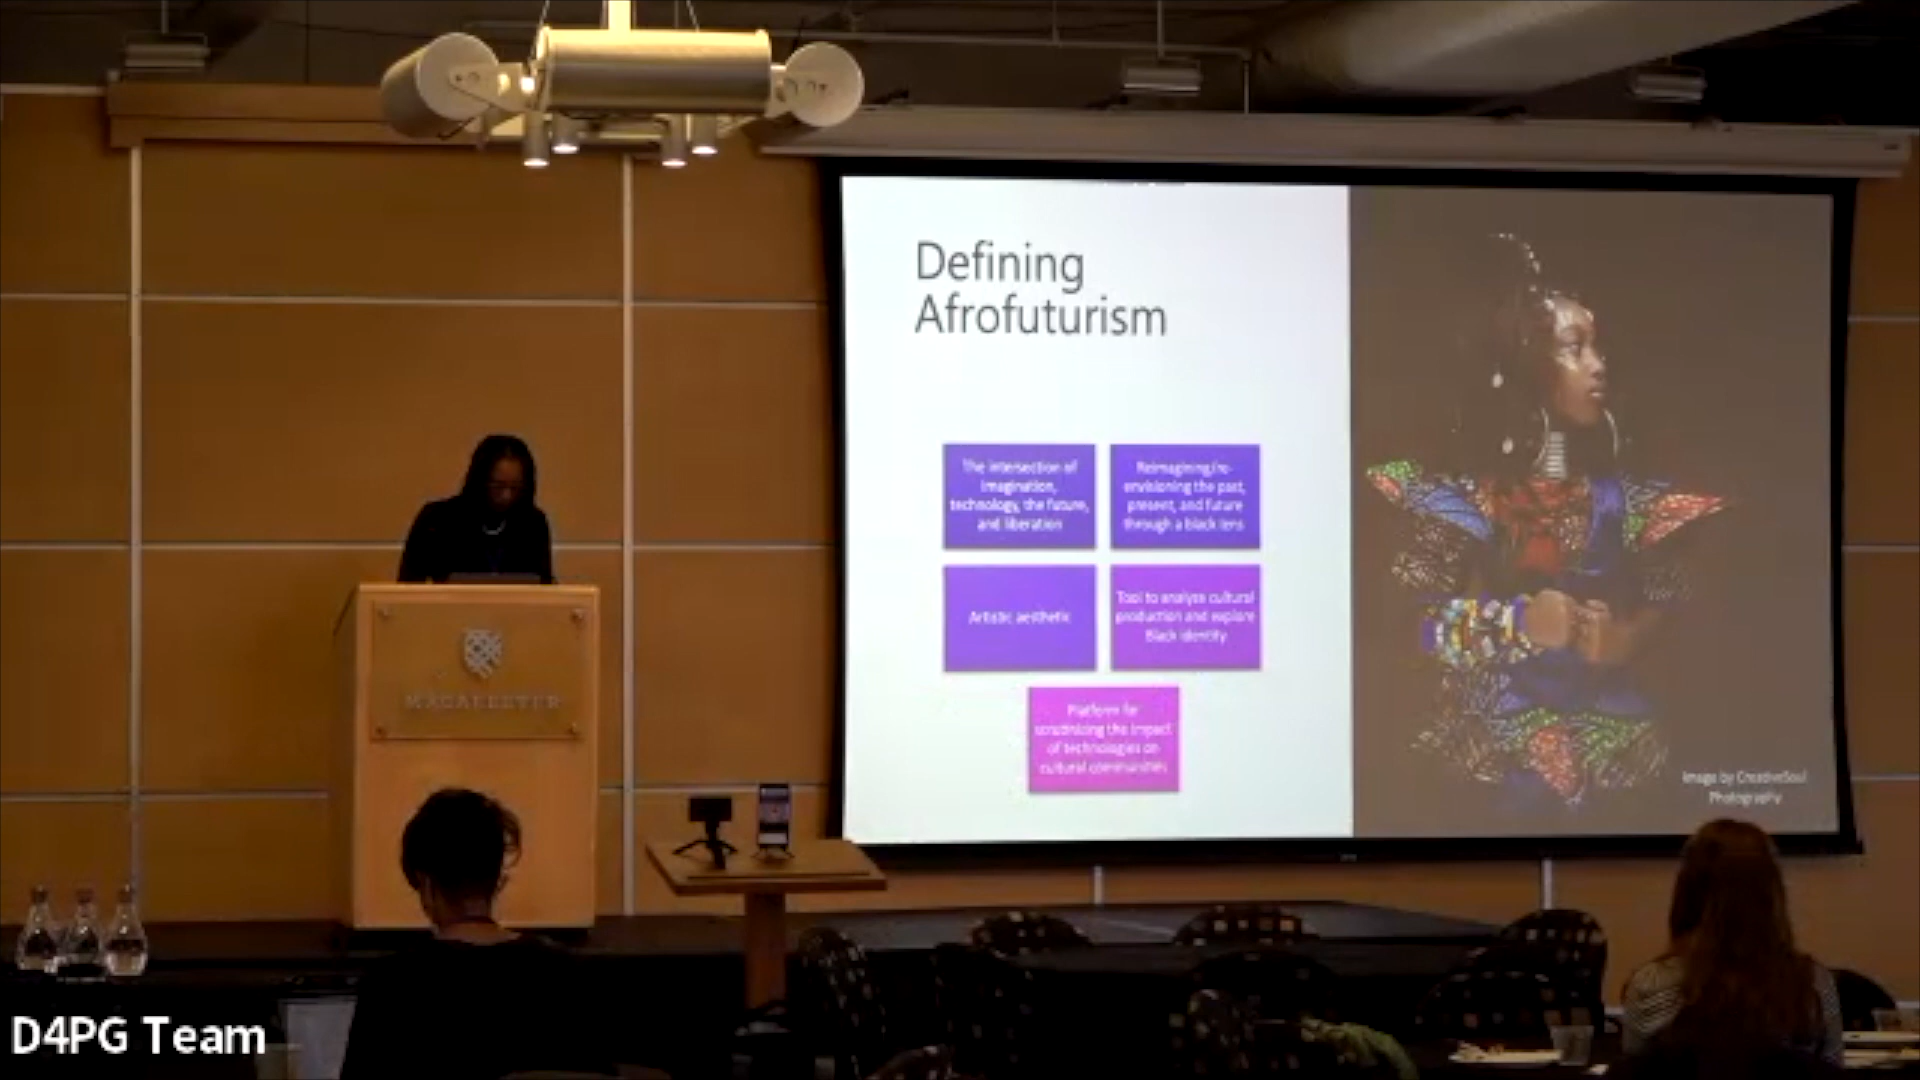 Defining
Afrofuturism
The intersection of
imagination,
technology, the future,
and liberation
Reimagining/re-
envisioning the past,
present, and future
through a black lens
Artistic aesthetic
Tool to analyze cultural
production and explore
Black identity
Platform for
scrutinizing the impact
of technologies on
cultural communities
Image by CreativeSoul
Photography
MACALESTER
D4PG Team